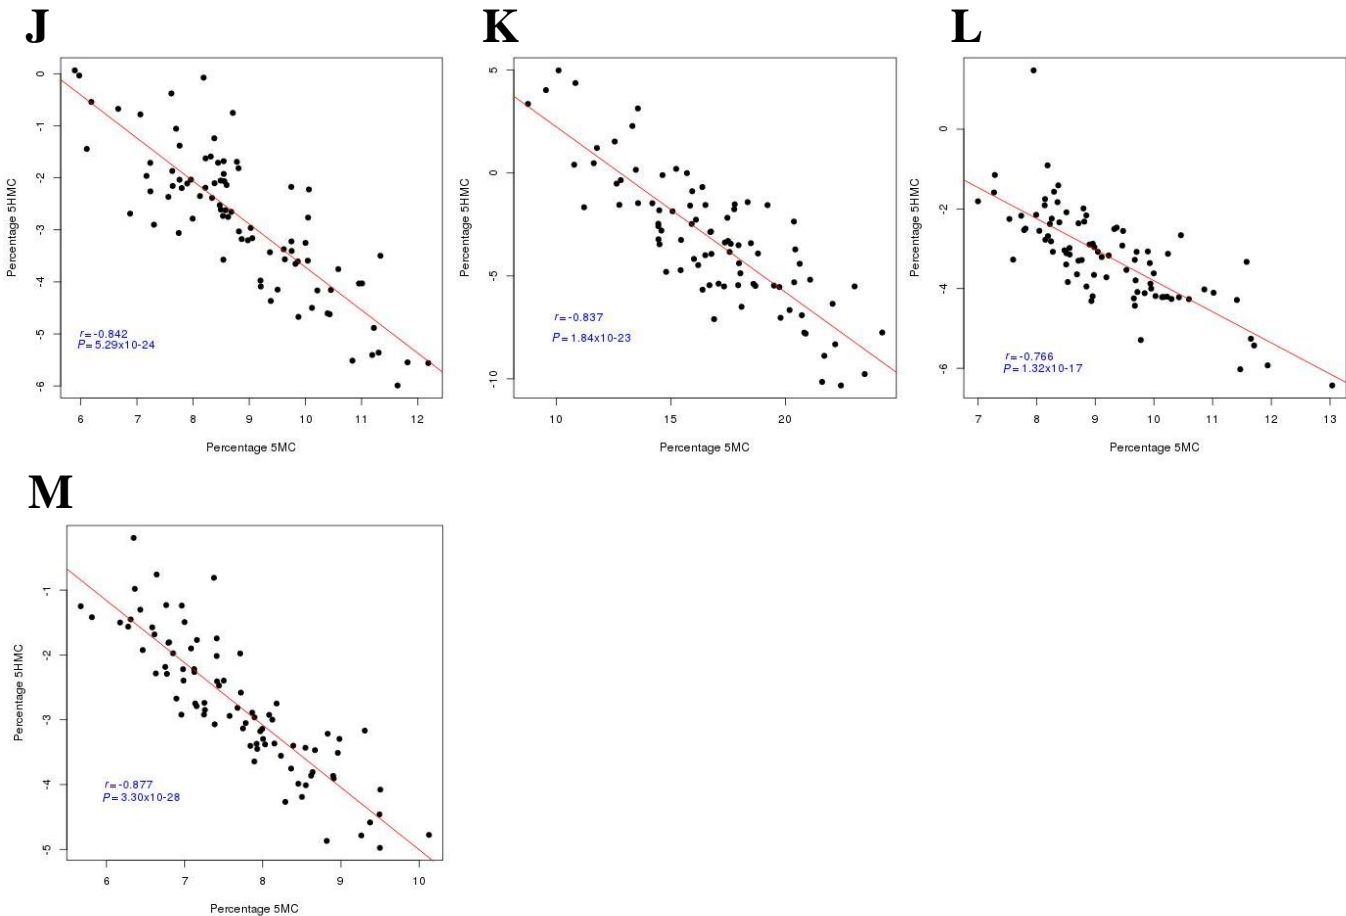 J
0
-1
-2
-3
-4
-5
-6
Percentage 5HMC
r=-0.842
P=5.29x10-24
6 7 8 9 10 11 12
Percentage 5MC
K
5
0
-5
-10
Percentage 5HMC
r=-0.837
P=1.84x10-23
10 15 20
Percentage 5MC
L
0
-2
-4
-6
Percentage 5HMC
r=-0.766
P=1.32x10-17
7 8 9 10 11 12 13
Percentage 5MC
M
-1
-2
-3
-4
-5
Percentage 5HMC
r=-0.877
P=3.30x10-28
6 7 8 9 10
Percentage 5MC